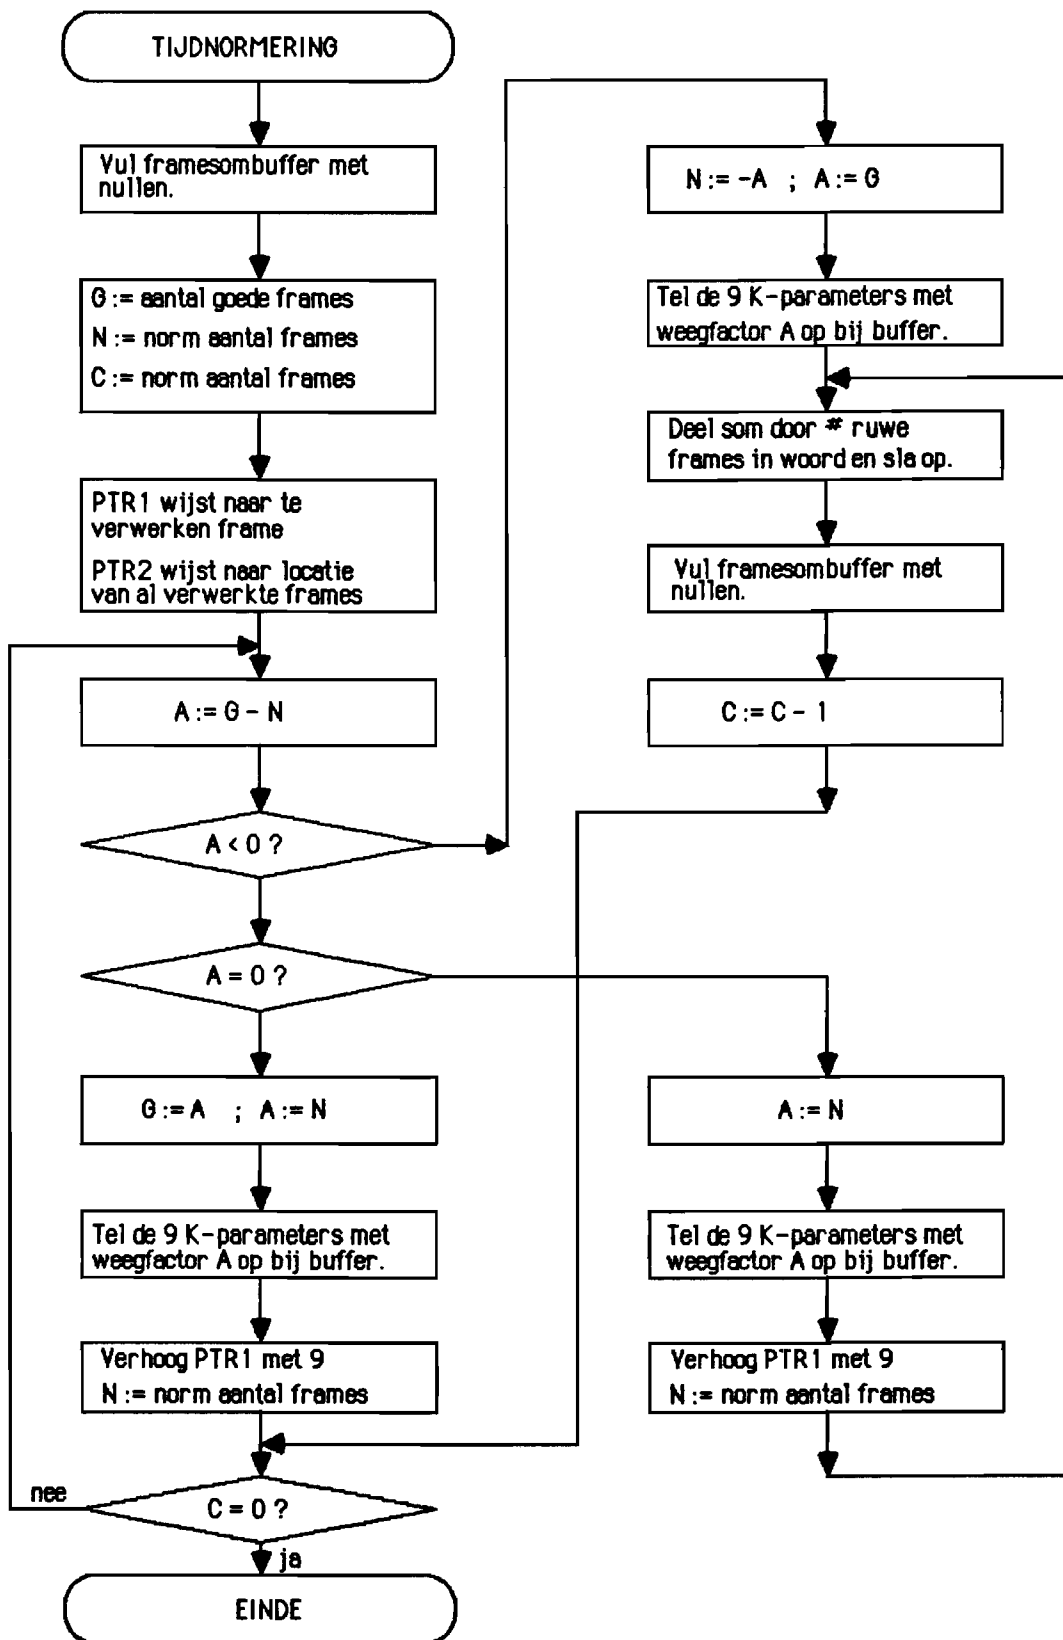 TIJDNORMERING
Vul framesombuffer met
nullen.
G := aantal goede frames
N := norm aantal frames
C := norm aantal frames
PTR1 wijst naar te
verwerken frame
PTR2 wijst naar locatie
van al verwerkte frames
A := G - N
A < 0 ?
A = 0 ?
G := A ; A := N
Tel de 9 K-parameters met
weegfactor A op bij buffer.
Verhoog PTR1 met 9
N := norm aantal frames
nee
C = 0 ?
ja
EINDE
N := -A ; A := G
Tel de 9 K-parameters met
weegfactor A op bij buffer.
Deel som door # ruwe
frames in woord en sla op.
Vul framesombuffer met
nullen.
C := C - 1
A := N
Tel de 9 K-parameters met
weegfactor A op bij buffer.
Verhoog PTR1 met 9
N := norm aantal frames